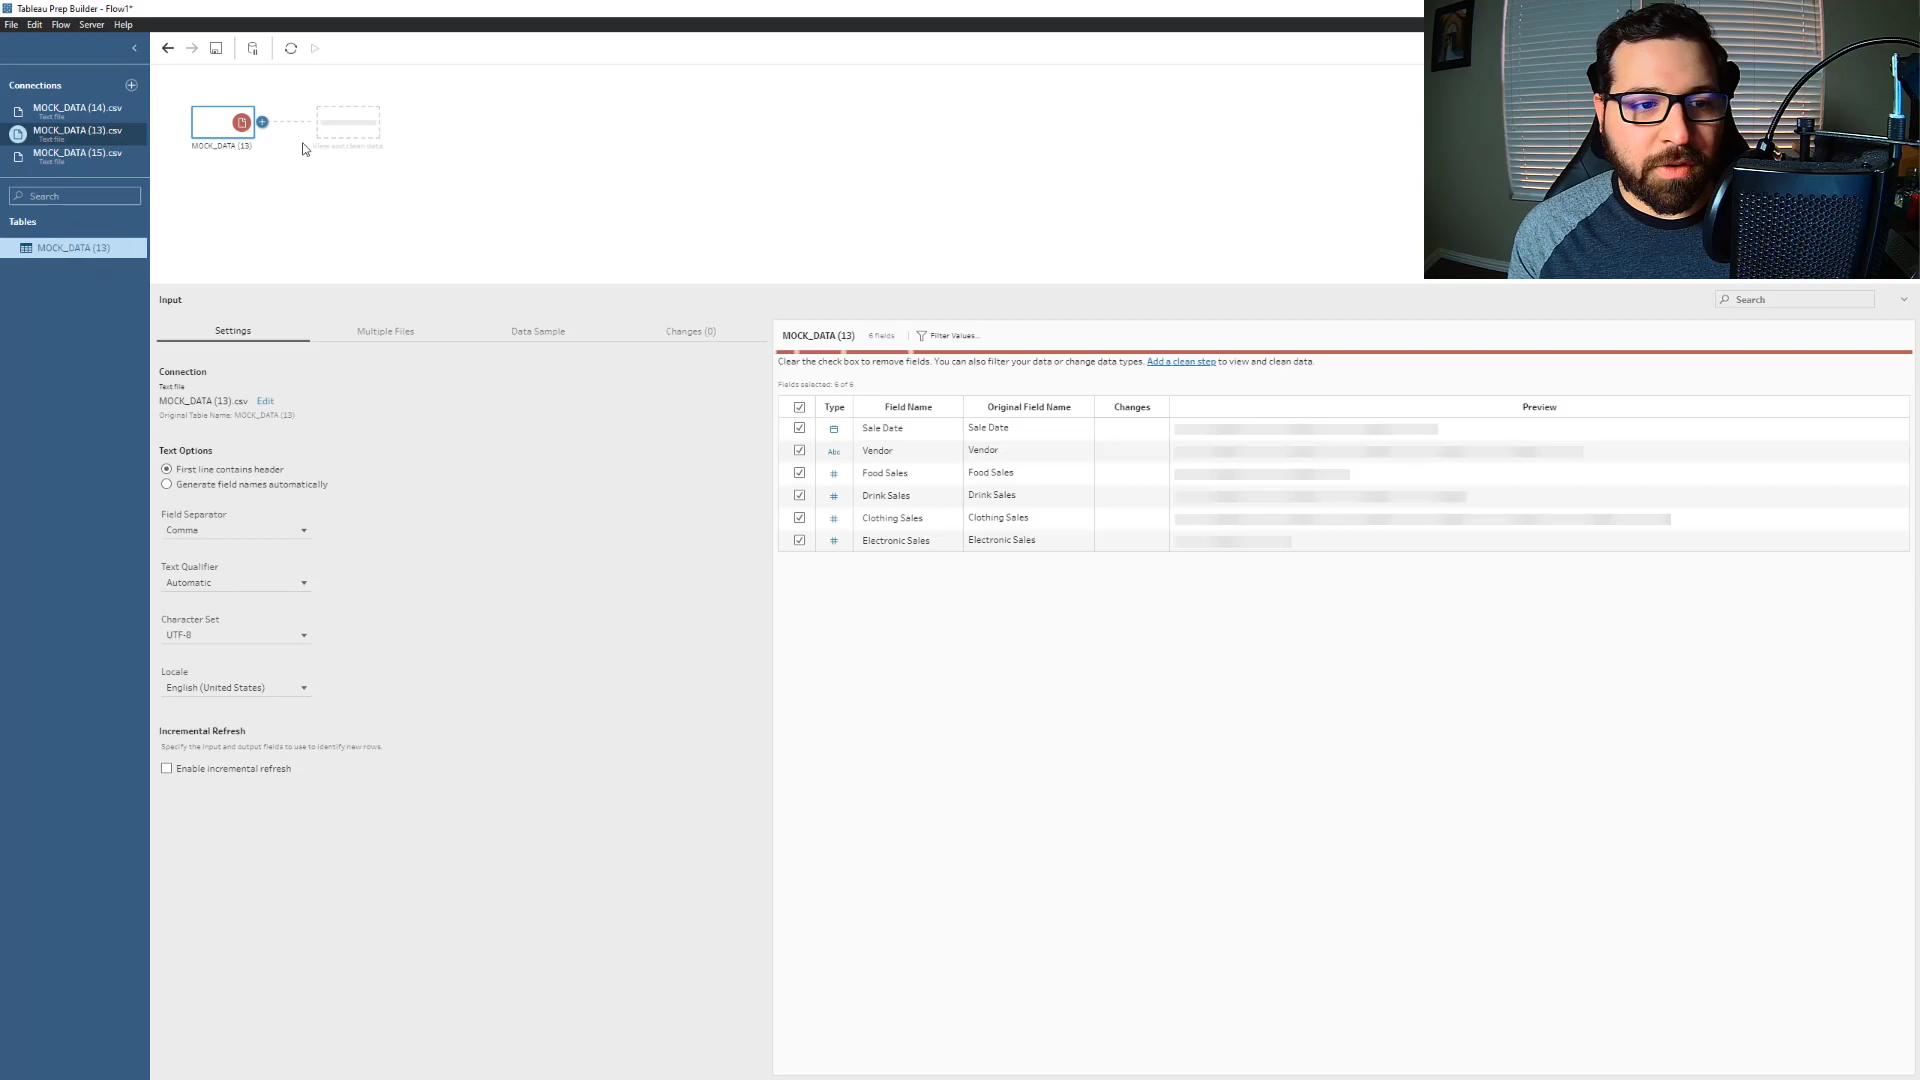 Tableau Prep Builder - Flow1*
File Edit Flow Server Help
Connections
MOCK_DATA (14).csv
Text file
MOCK_DATA (13).csv
Text file
MOCK_DATA (15).csv
Text file
Search
Tables
MOCK_DATA (13)
MOCK_DATA (13)
View and clean data
Input
Search
Settings Multiple Files Data Sample Changes (0)
Connection
Text file
MOCK_DATA (13).csv Edit
Original Table Name: MOCK_DATA (13)
Text Options
First line contains header
Generate field names automatically
Field Separator
Comma
Text Qualifier
Automatic
Character Set
UTF-8
Locale
English (United States)
Incremental Refresh
Specify the input and output fields to use to identify new rows.
Enable incremental refresh
MOCK_DATA (13) 6 fields Filter Values...
Clear the check box to remove fields. You can also filter your data or change data types. Add a clean step to view and clean data.
Fields selected: 6 of 6
Type Field Name Original Field Name Changes Preview
Sale Date Sale Date
Abc Vendor Vendor
# Food Sales Food Sales
# Drink Sales Drink Sales
# Clothing Sales Clothing Sales
# Electronic Sales Electronic Sales